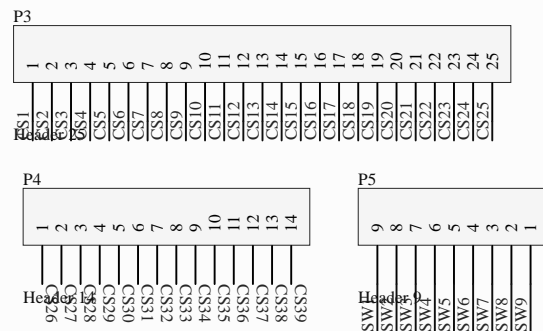 P3
1 2 3 4 5 6 7 8 9 10 11 12 13 14 15 16 17 18 19 20 21 22 23 24 25
CS1 CS2 CS3 CS4 CS5 CS6 CS7 CS8 CS9 CS10 CS11 CS12 CS13 CS14 CS15 CS16 CS17 CS18 CS19 CS20 CS21 CS22 CS23 CS24 CS25
Header 25
P4
1 2 3 4 5 6 7 8 9 10 11 12 13 14
CS26 CS27 CS28 CS29 CS30 CS31 CS32 CS33 CS34 CS35 CS36 CS37 CS38 CS39
Header 14
P5
9 8 7 6 5 4 3 2 1
SW1 SW2 SW3 SW4 SW5 SW6 SW7 SW8 SW9
Header 9